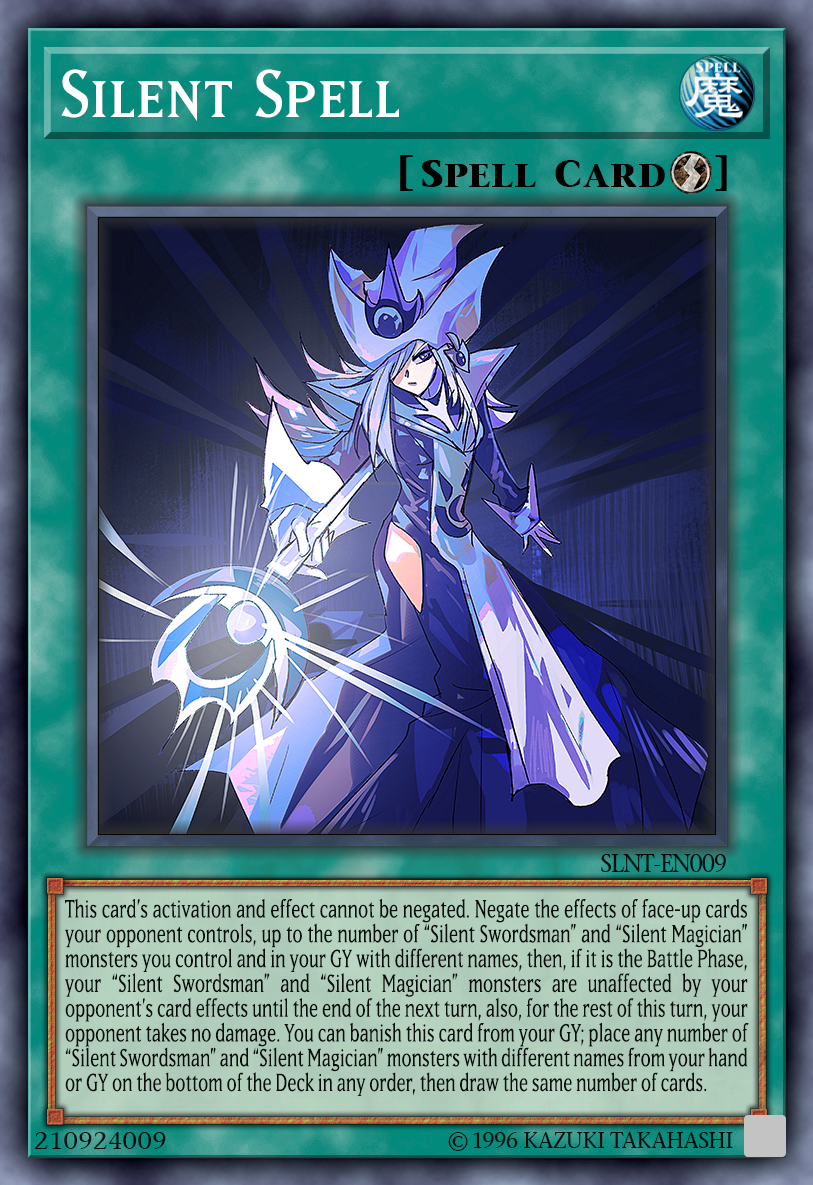 Silent Spell
SPELL
魔
[Spell Card]
SLNT-EN009
This card's activation and effect cannot be negated. Negate the effects of face-up cards
your opponent controls, up to the number of “Silent Swordsman” and “Silent Magician”
monsters you control and in your GY with different names, then, if it is the Battle Phase,
your “Silent Swordsman” and “Silent Magician” monsters are unaffected by your
opponent's card effects until the end of the next turn, also, for the rest of this turn, your
opponent takes no damage. You can banish this card from your GY; place any number of
“Silent Swordsman” and “Silent Magician” monsters with different names from your hand
or GY on the bottom of the Deck in any order, then draw the same number of cards.
210924009
© 1996 KAZUKI TAKAHASHI